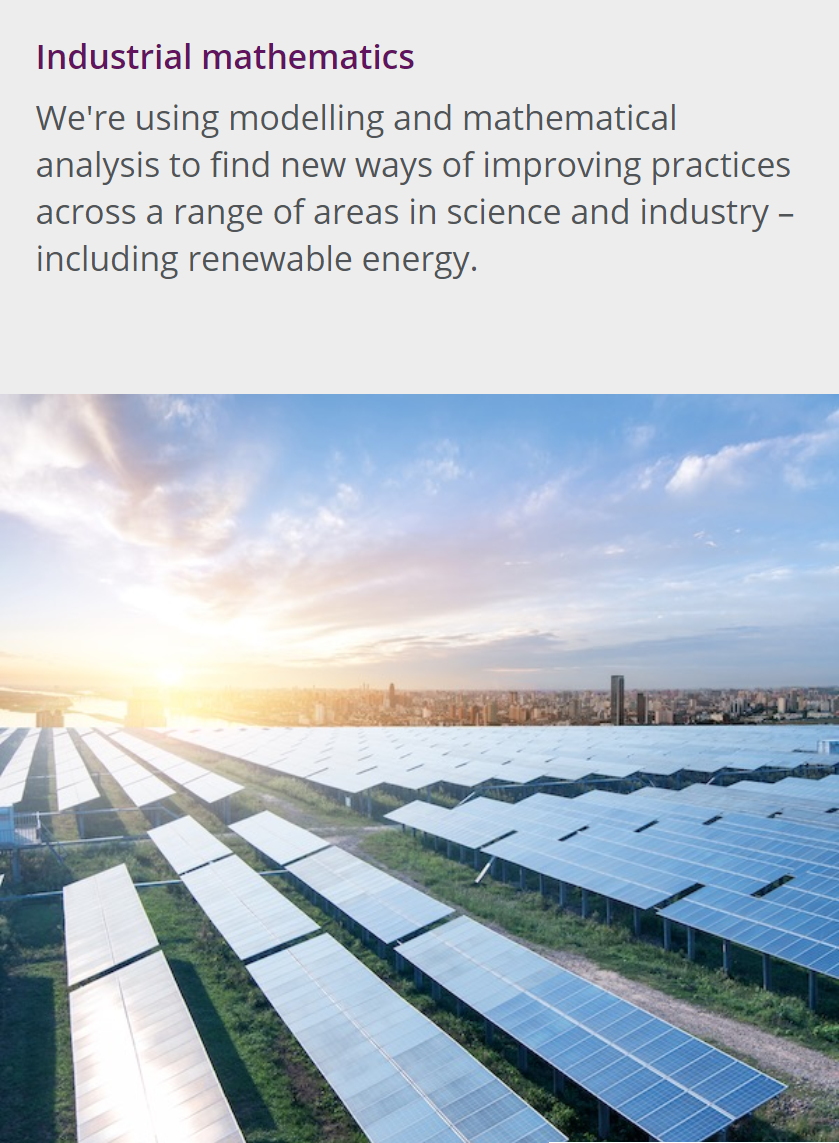 Industrial mathematics
We're using modelling and mathematical
analysis to find new ways of improving practices
across a range of areas in science and industry –
including renewable energy.